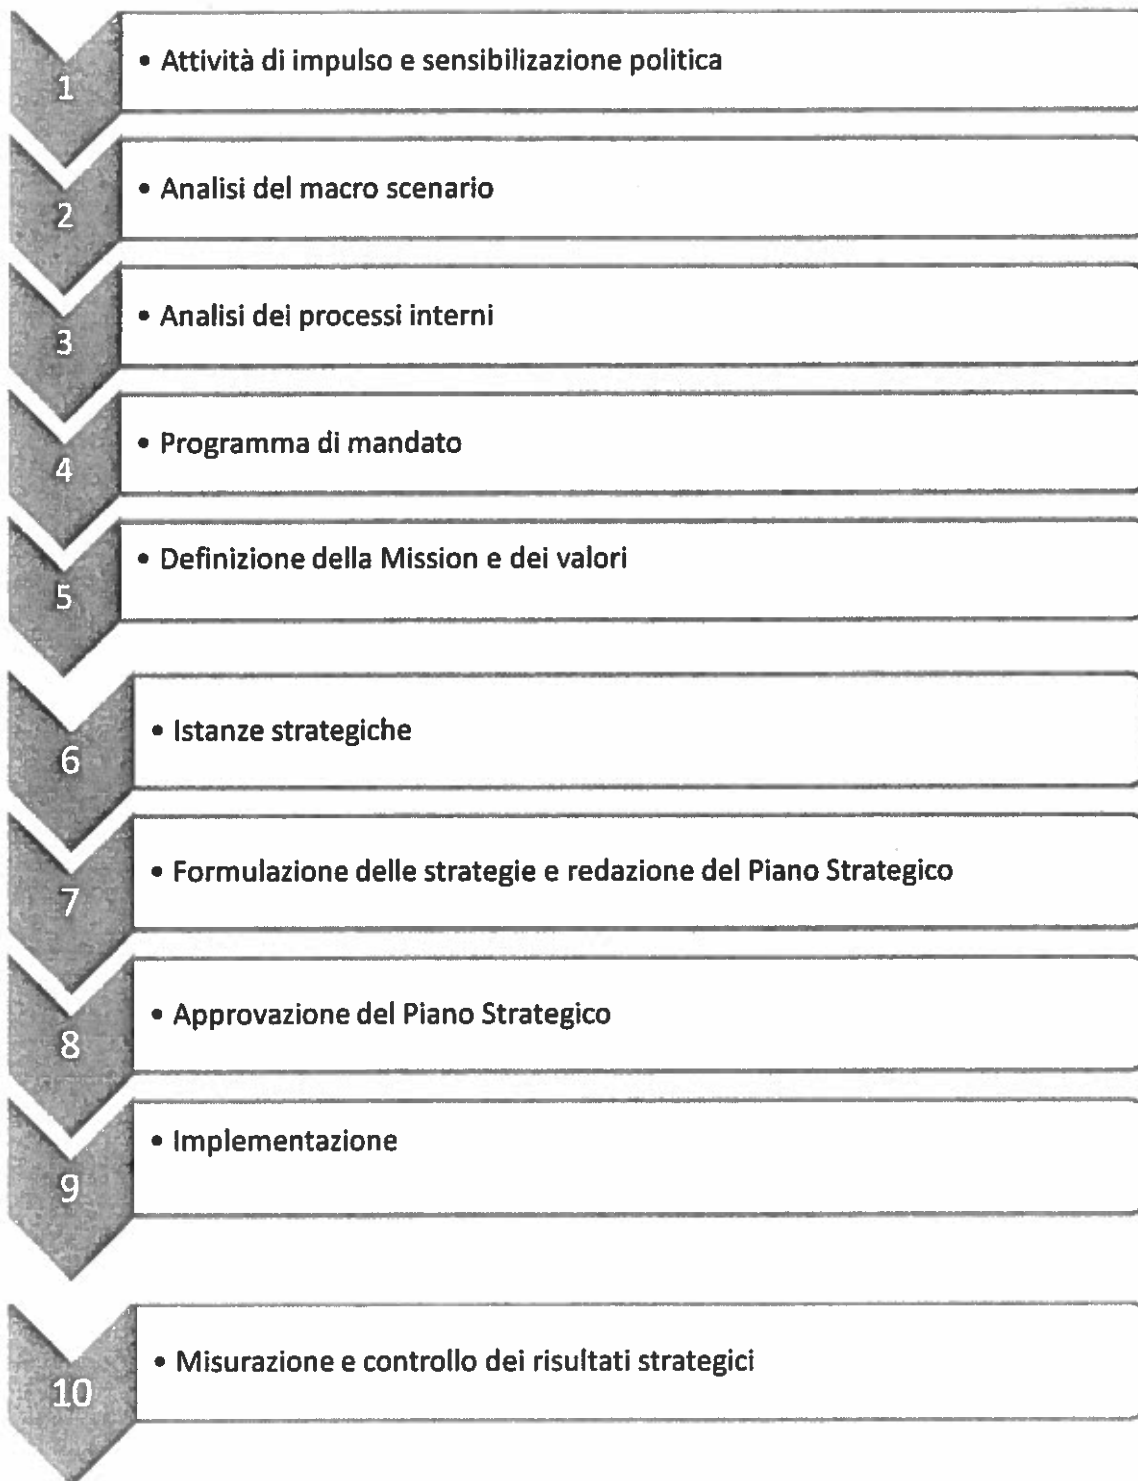 1
• Attività di impulso e sensibilizazione politica
2
• Analisi del macro scenario
3
• Analisi dei processi interni
4
• Programma di mandato
5
• Definizione della Mission e dei valori
6
• Istanze strategiche
7
• Formulazione delle strategie e redazione del Piano Strategico
8
• Approvazione del Piano Strategico
9
• Implementazione
10
• Misurazione e controllo dei risultati strategici